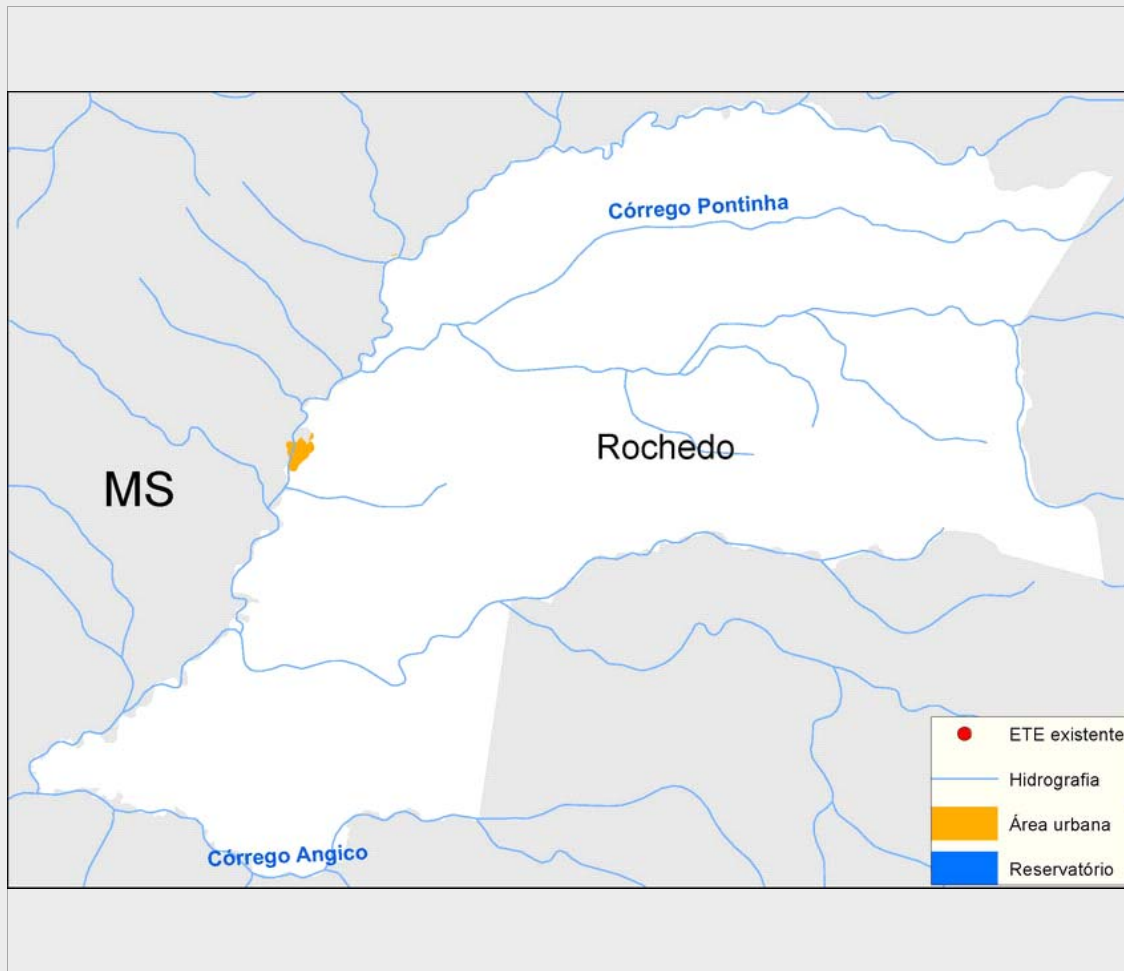 Córrego Pontinha
Rochedo
MS
Córrego Angico
ETE existente
Hidrografia
Área urbana
Reservatório